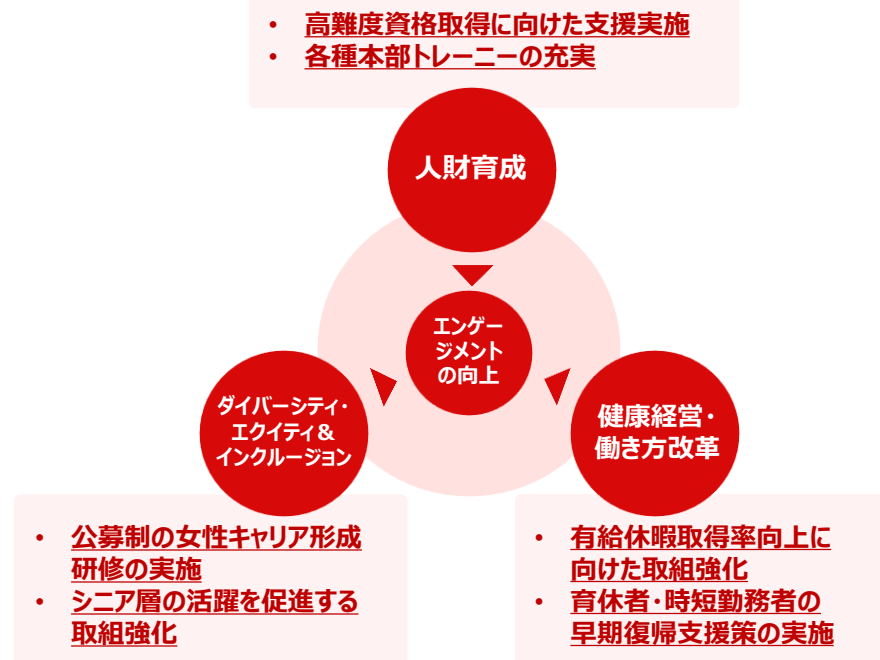 • 高難度資格取得に向けた支援実施
• 各種本部トレーニーの充実
人財育成
エンゲー
ジメント
の向上
ダイバーシティ・
エクイティ&
インクルージョン
健康経営・
働き方改革
• 公募制の女性キャリア形成
研修の実施
• シニア層の活躍を促進する
取組強化
• 有給休暇取得率向上に
向けた取組強化
• 育休者・時短勤務者の
早期復帰支援策の実施